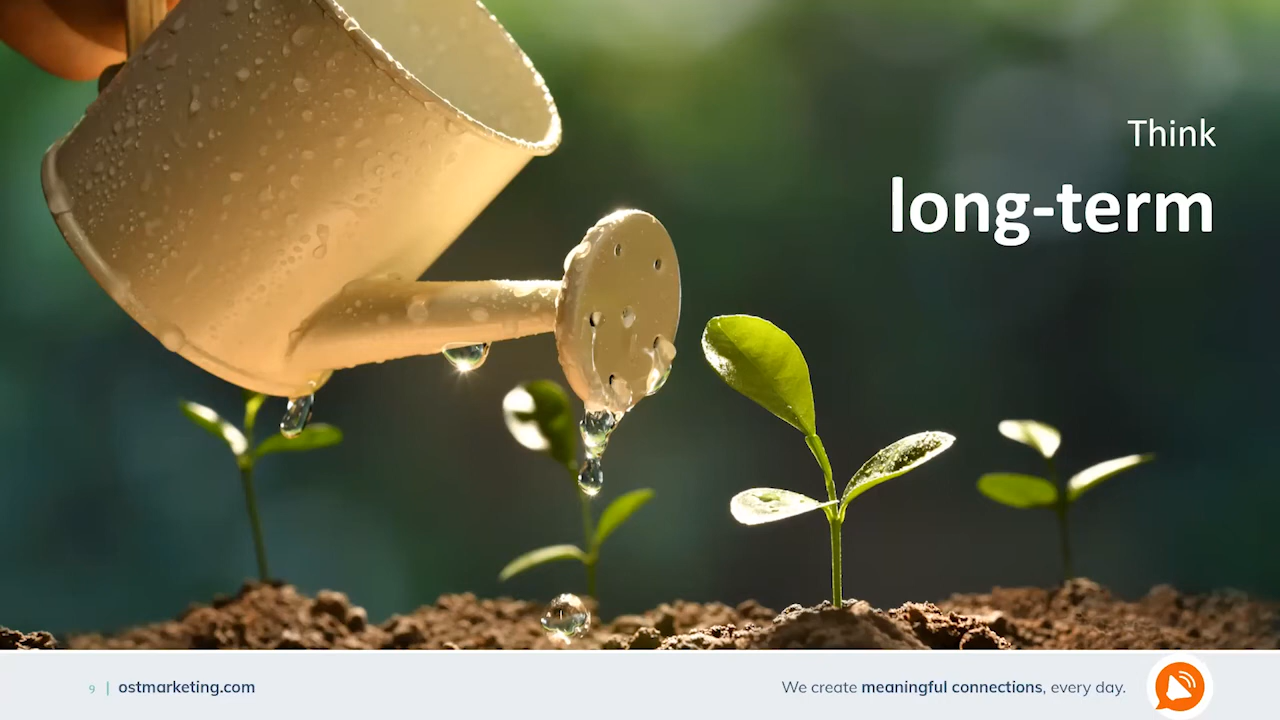 Think
long-term
9 | ostmarketing.com
We create meaningful connections, every day.